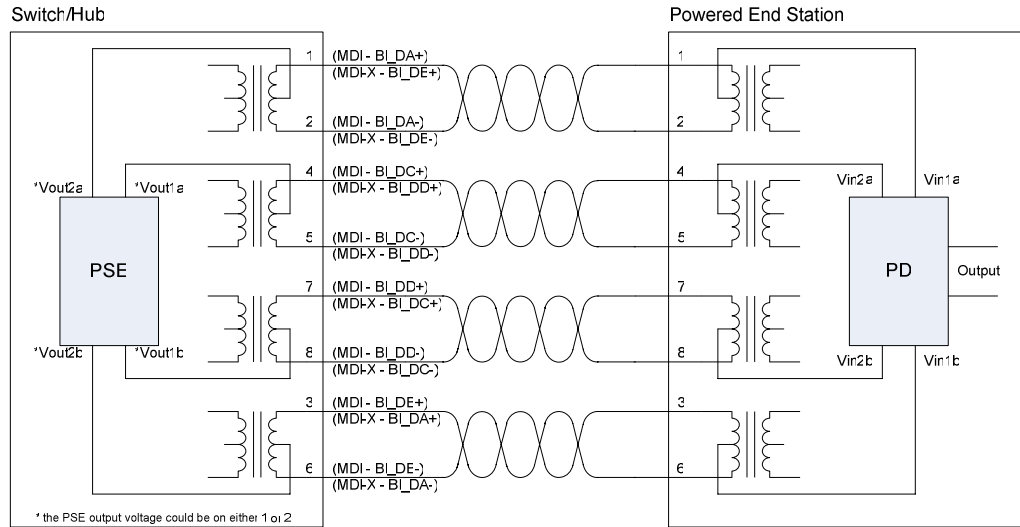 Switch/Hub
Powered End Station
1 (MDI - BI_DA+) 1
(MDI-X - BI_DE+)
2 (MDI - BI_DA-) 2
(MDI-X - BI_DE-)
4 (MDI - BI_DC+) 4
(MDI-X - BI_DD+)
*Vout2a *Vout1a Vin2a Vin1a
5 (MDI - BI_DC-) 5
(MDI-X - BI_DD-)
PSE PD Output
7 (MDI - BI_DD+) 7
(MDI-X - BI_DC+)
*Vout2b *Vout1b Vin2b Vin1b
8 (MDI - BI_DD-) 8
(MDI-X - BI_DC-)
3 (MDI - BI_DE+) 3
(MDI-X - BI_DA+)
6 (MDI - BI_DE-) 6
(MDI-X - BI_DA-)
* the PSE output voltage could be on either 1 or 2